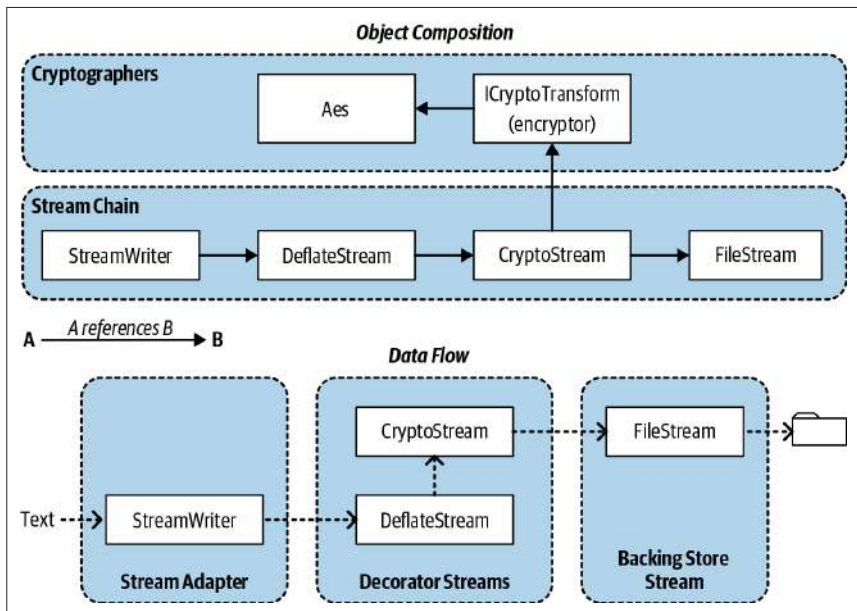 Object Composition
Cryptographers
Aes
ICryptoTransform
(encryptor)
Stream Chain
StreamWriter
DeflateStream
CryptoStream
FileStream
A
A references B
B
Data Flow
CryptoStream
FileStream
Text
StreamWriter
DeflateStream
Stream Adapter
Decorator Streams
Backing Store
Stream